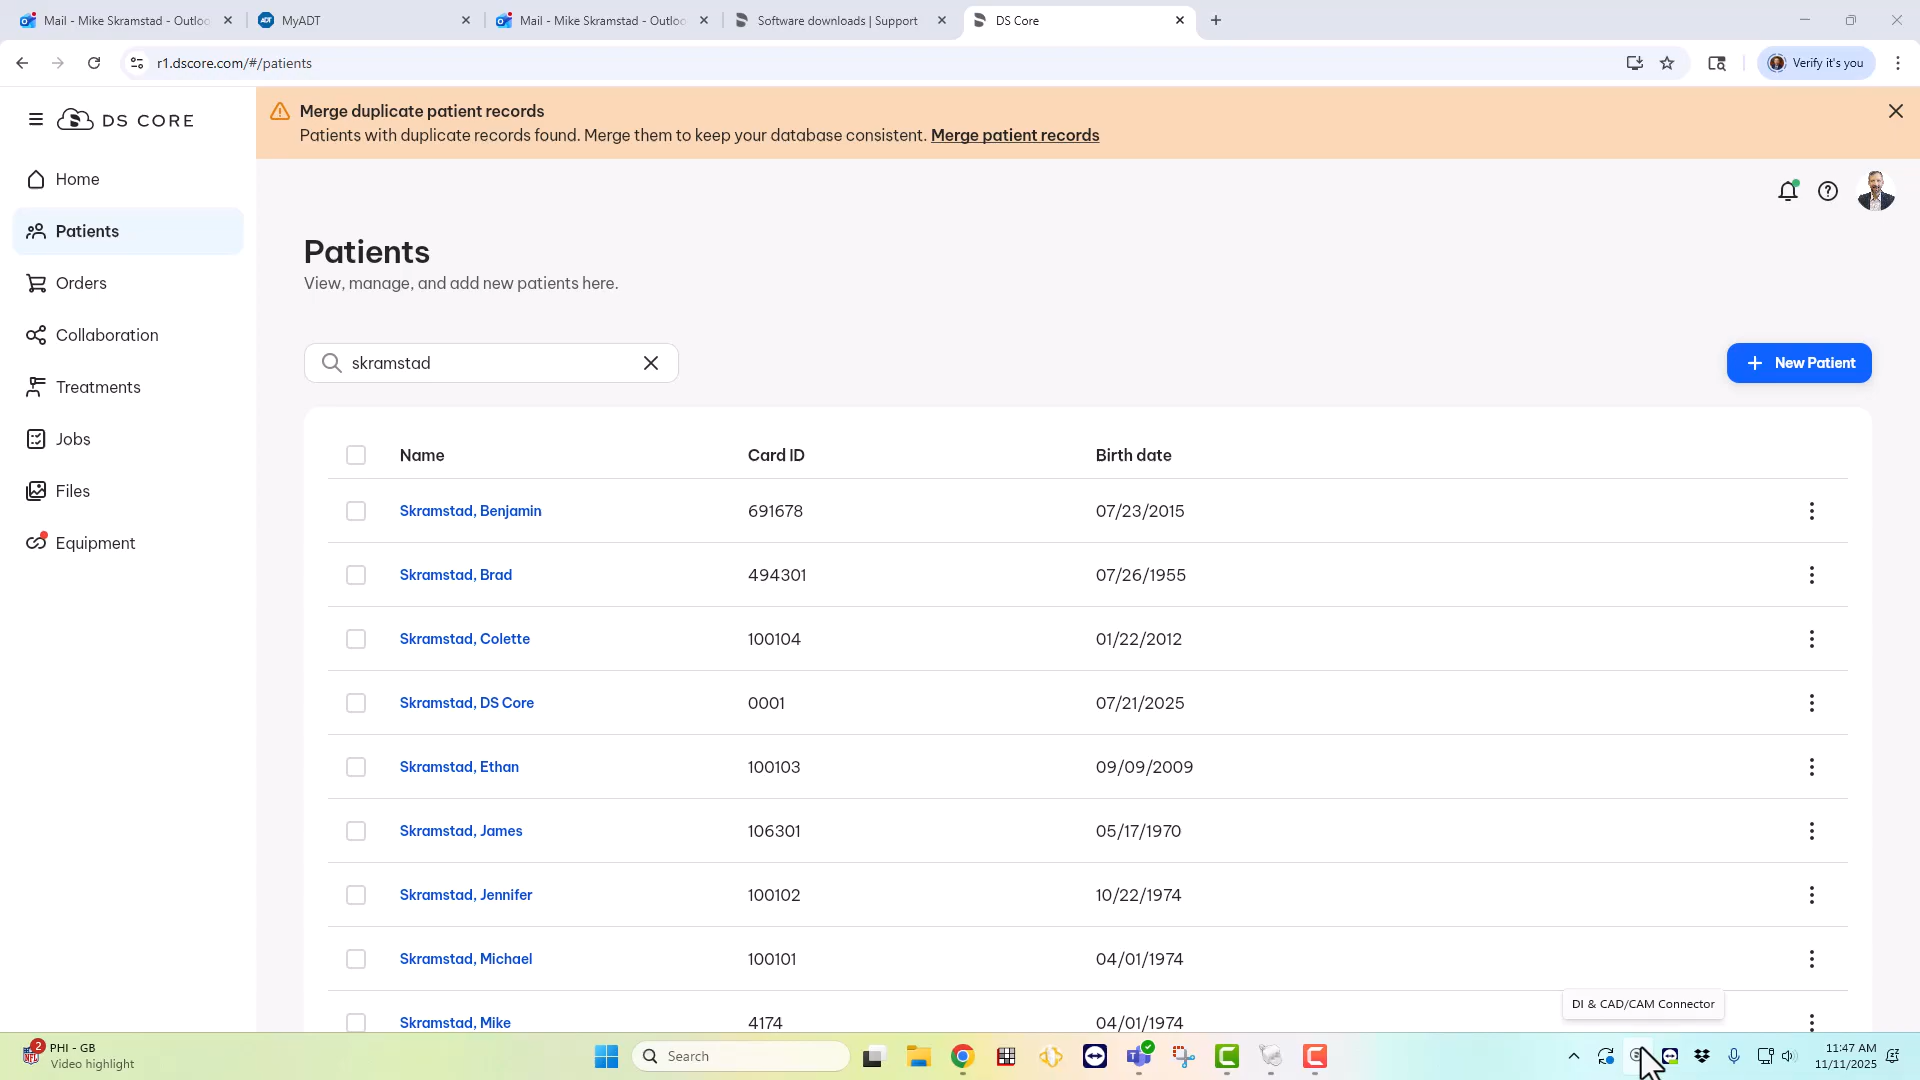 Mail - Mike Skramstad - Outloo
MyADT
Mail - Mike Skramstad - Outloo
Software downloads | Support
DS Core
r1.dscore.com/#/patients
Verify it's you
DS CORE
Merge duplicate patient records
Patients with duplicate records found. Merge them to keep your database consistent. Merge patient records
Home
Patients
Orders
Collaboration
Treatments
Jobs
Files
Equipment
Patients
View, manage, and add new patients here.
skramstad
New Patient
Name Card ID Birth date
Skramstad, Benjamin 691678 07/23/2015
Skramstad, Brad 494301 07/26/1955
Skramstad, Colette 100104 01/22/2012
Skramstad, DS Core 0001 07/21/2025
Skramstad, Ethan 100103 09/09/2009
Skramstad, James 106301 05/17/1970
Skramstad, Jennifer 100102 10/22/1974
Skramstad, Michael 100101 04/01/1974
Skramstad, Mike 4174 04/01/1974
DI & CAD/CAM Connector
2
PHI - GB
Video highlight
Search
11:47 AM
11/11/2025